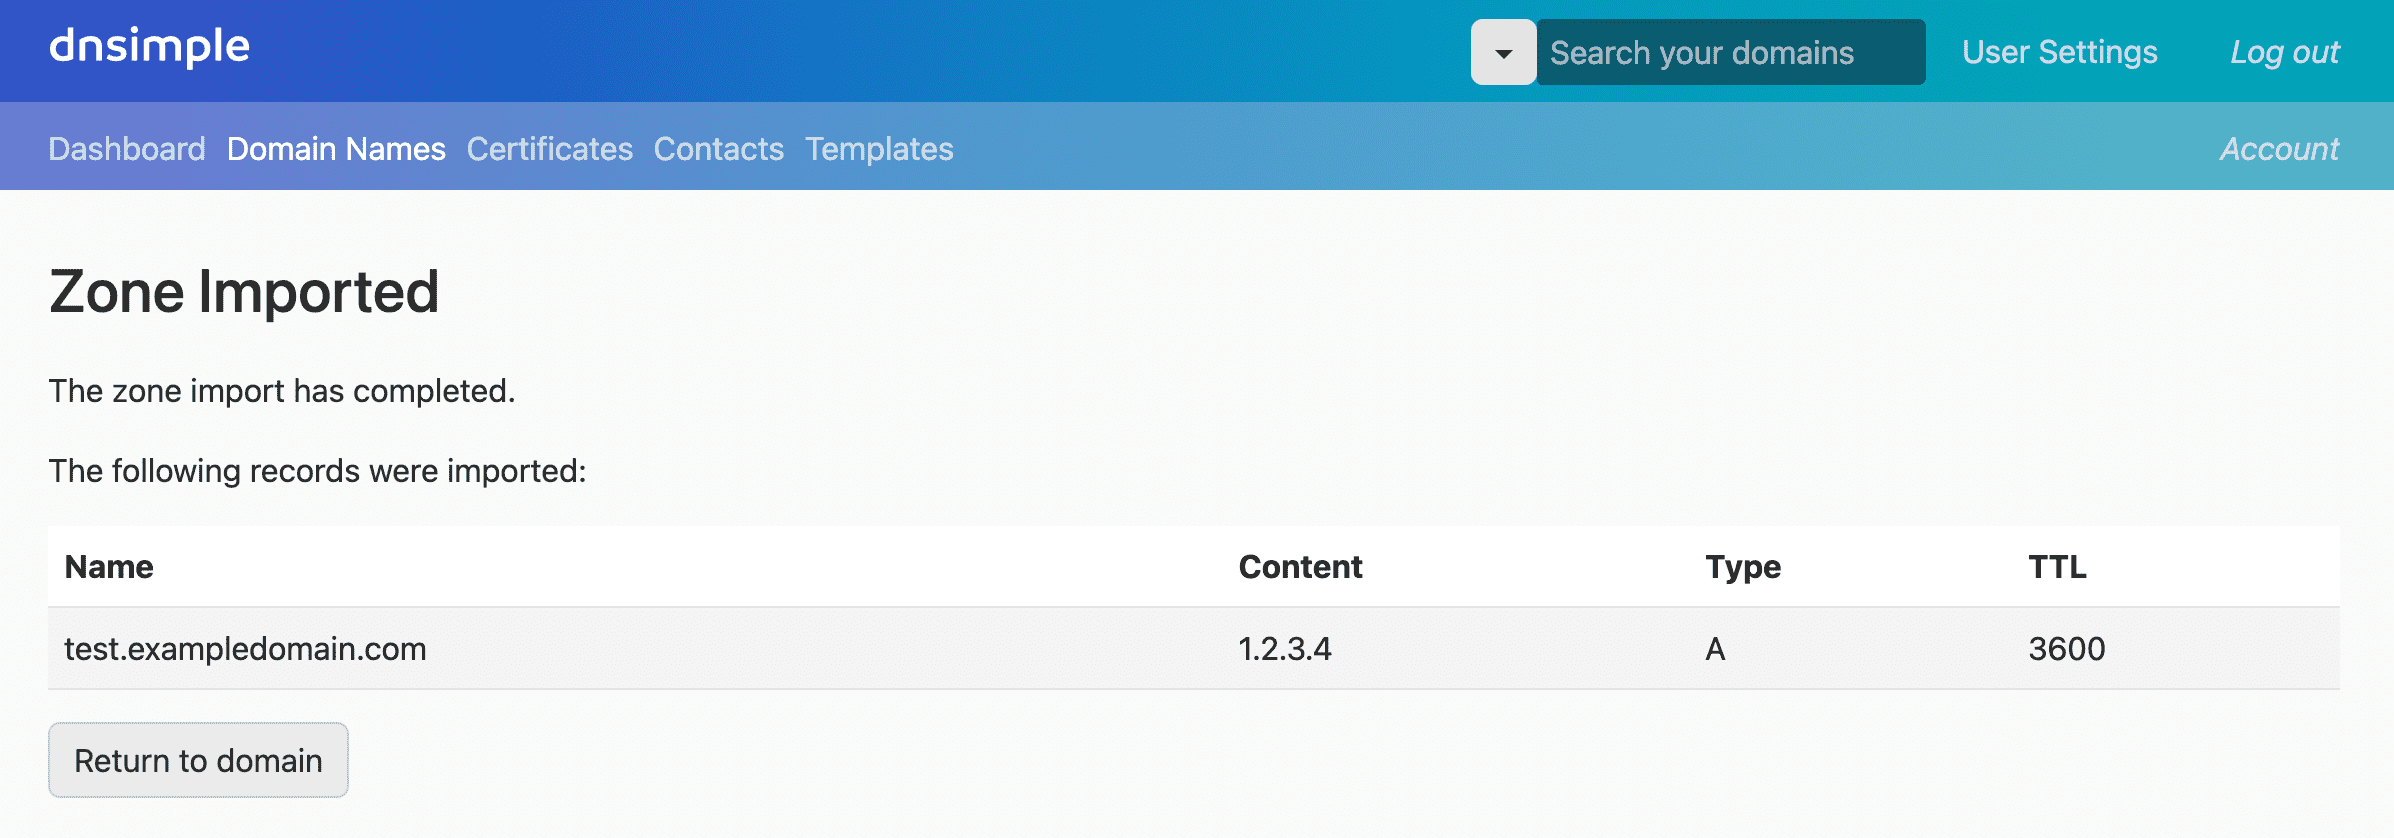 dnsimple
Search your domains
User Settings
Log out
Dashboard Domain Names Certificates Contacts Templates
Account
Zone Imported
The zone import has completed.
The following records were imported:
Name Content Type TTL
test.exampledomain.com 1.2.3.4 A 3600
Return to domain